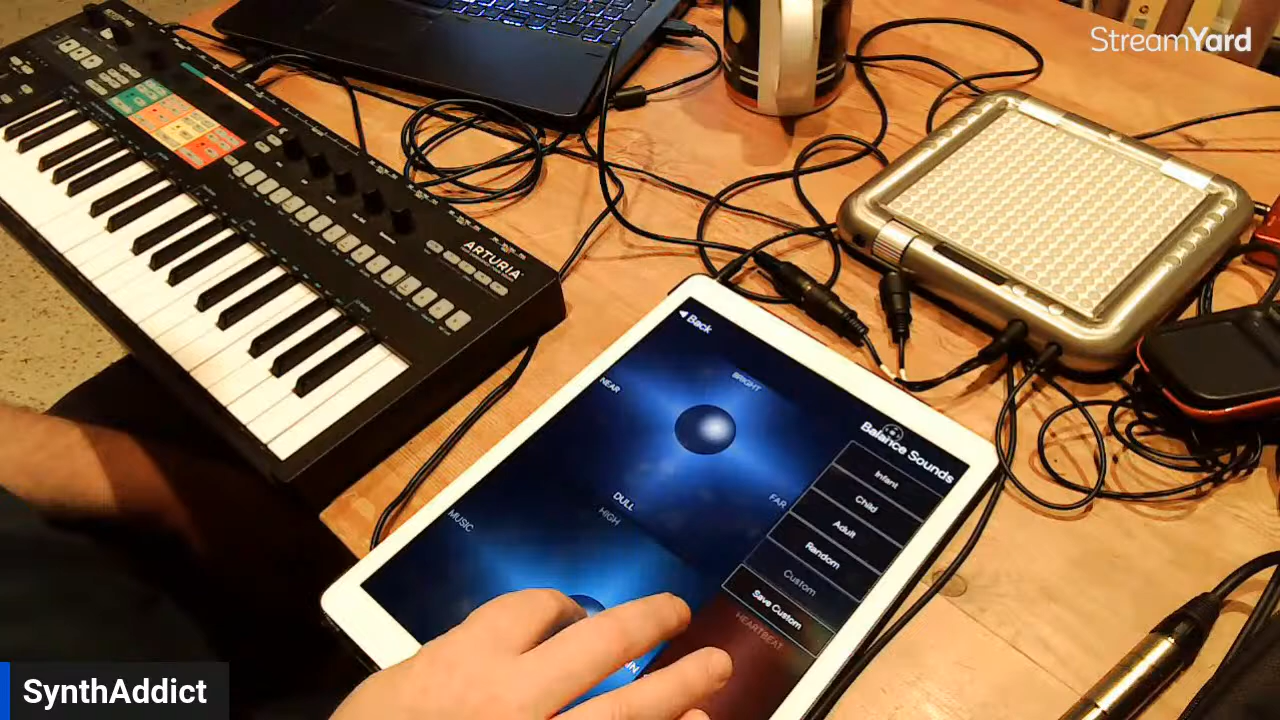 StreamYard
ARTURIA
Back
BRIGHT
NEAR
Balance Sounds
Infant
FAR
Child
DULL
HIGH
Adult
MUSIC
Random
Custom
Save Custom
HEARTBEAT
SynthAddict